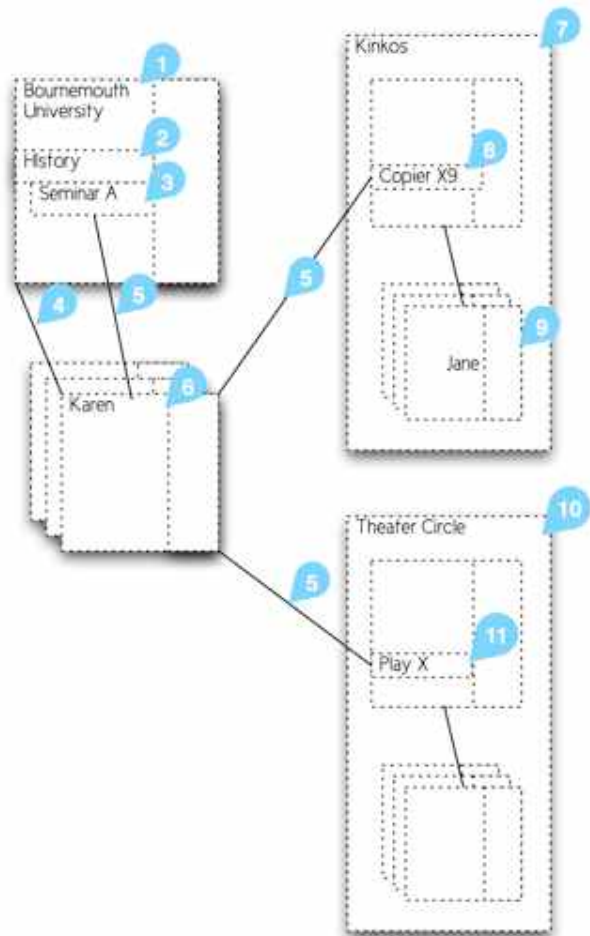 1
Bournemouth
University
2
HIstory
3
Seminar A
4
5
6
Karen
5
7
Kinkos
8
Copier X9
9
Jane
5
10
Theater Circle
11
Play X